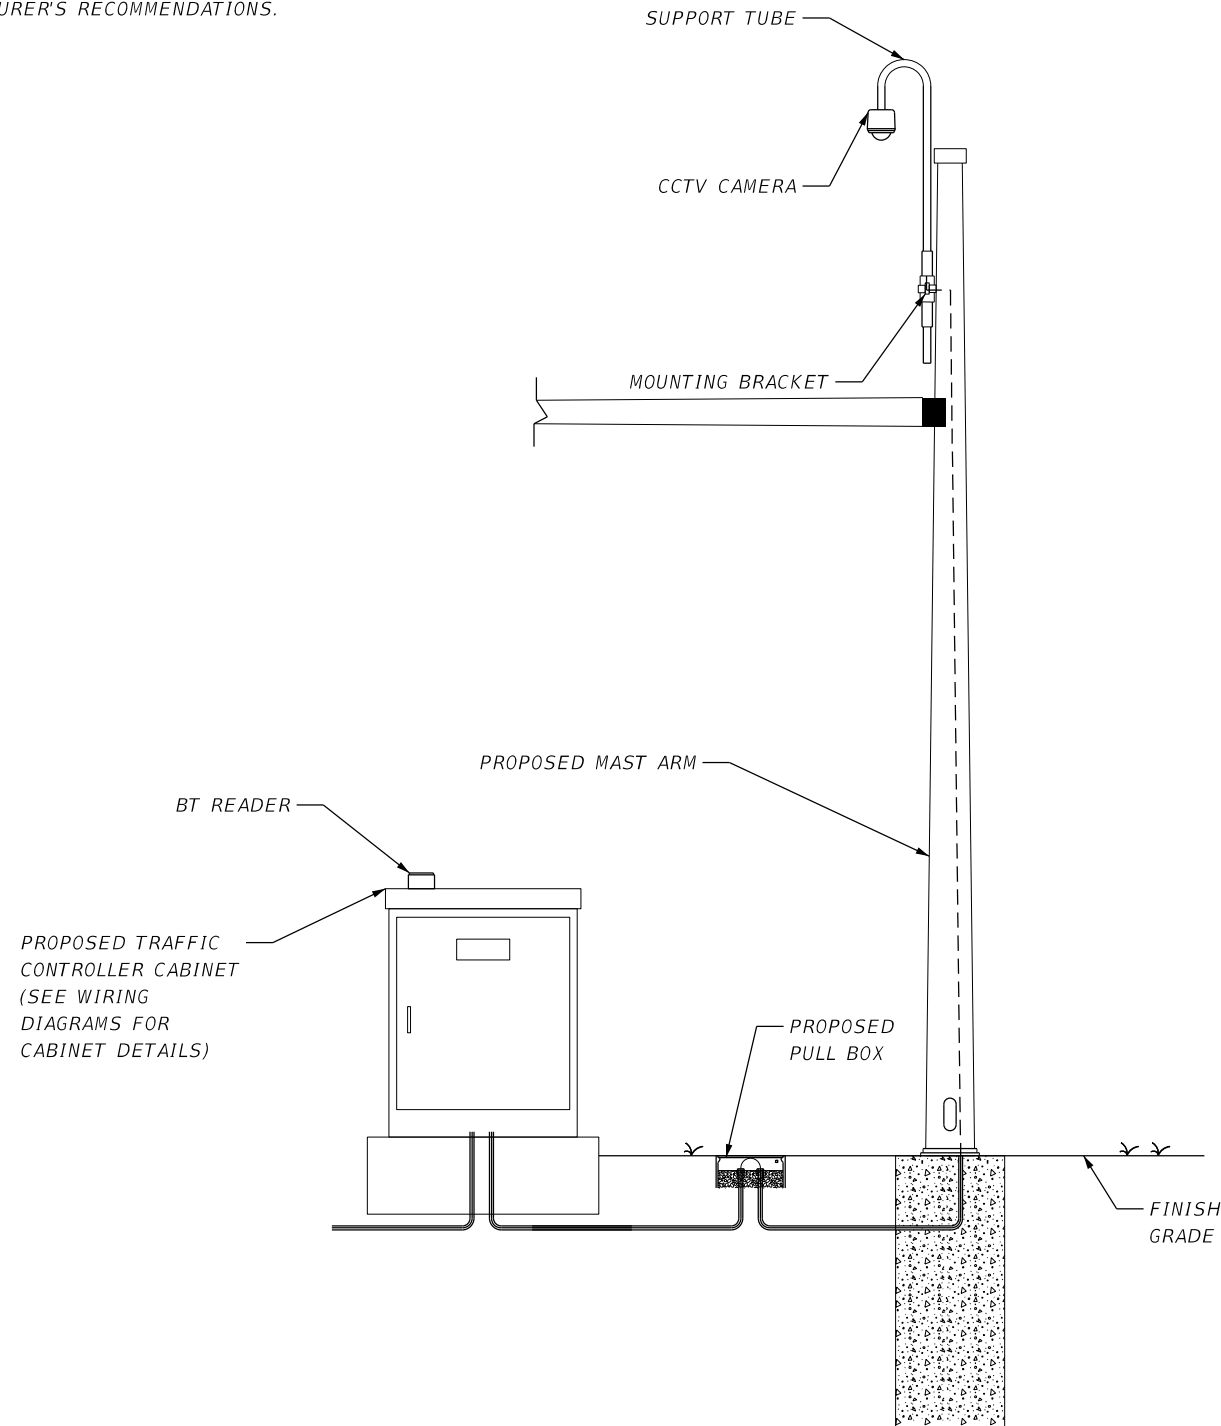 RECOMMENDATIONS.
SUPPORT TUBE
CCTV CAMERA
MOUNTING BRACKET
PROPOSED MAST ARM
BT READER
PROPOSED TRAFFIC
CONTROLLER CABINET
(SEE WIRING
DIAGRAMS FOR
CABINET DETAILS)
PROPOSED
PULL BOX
FINISH
GRADE